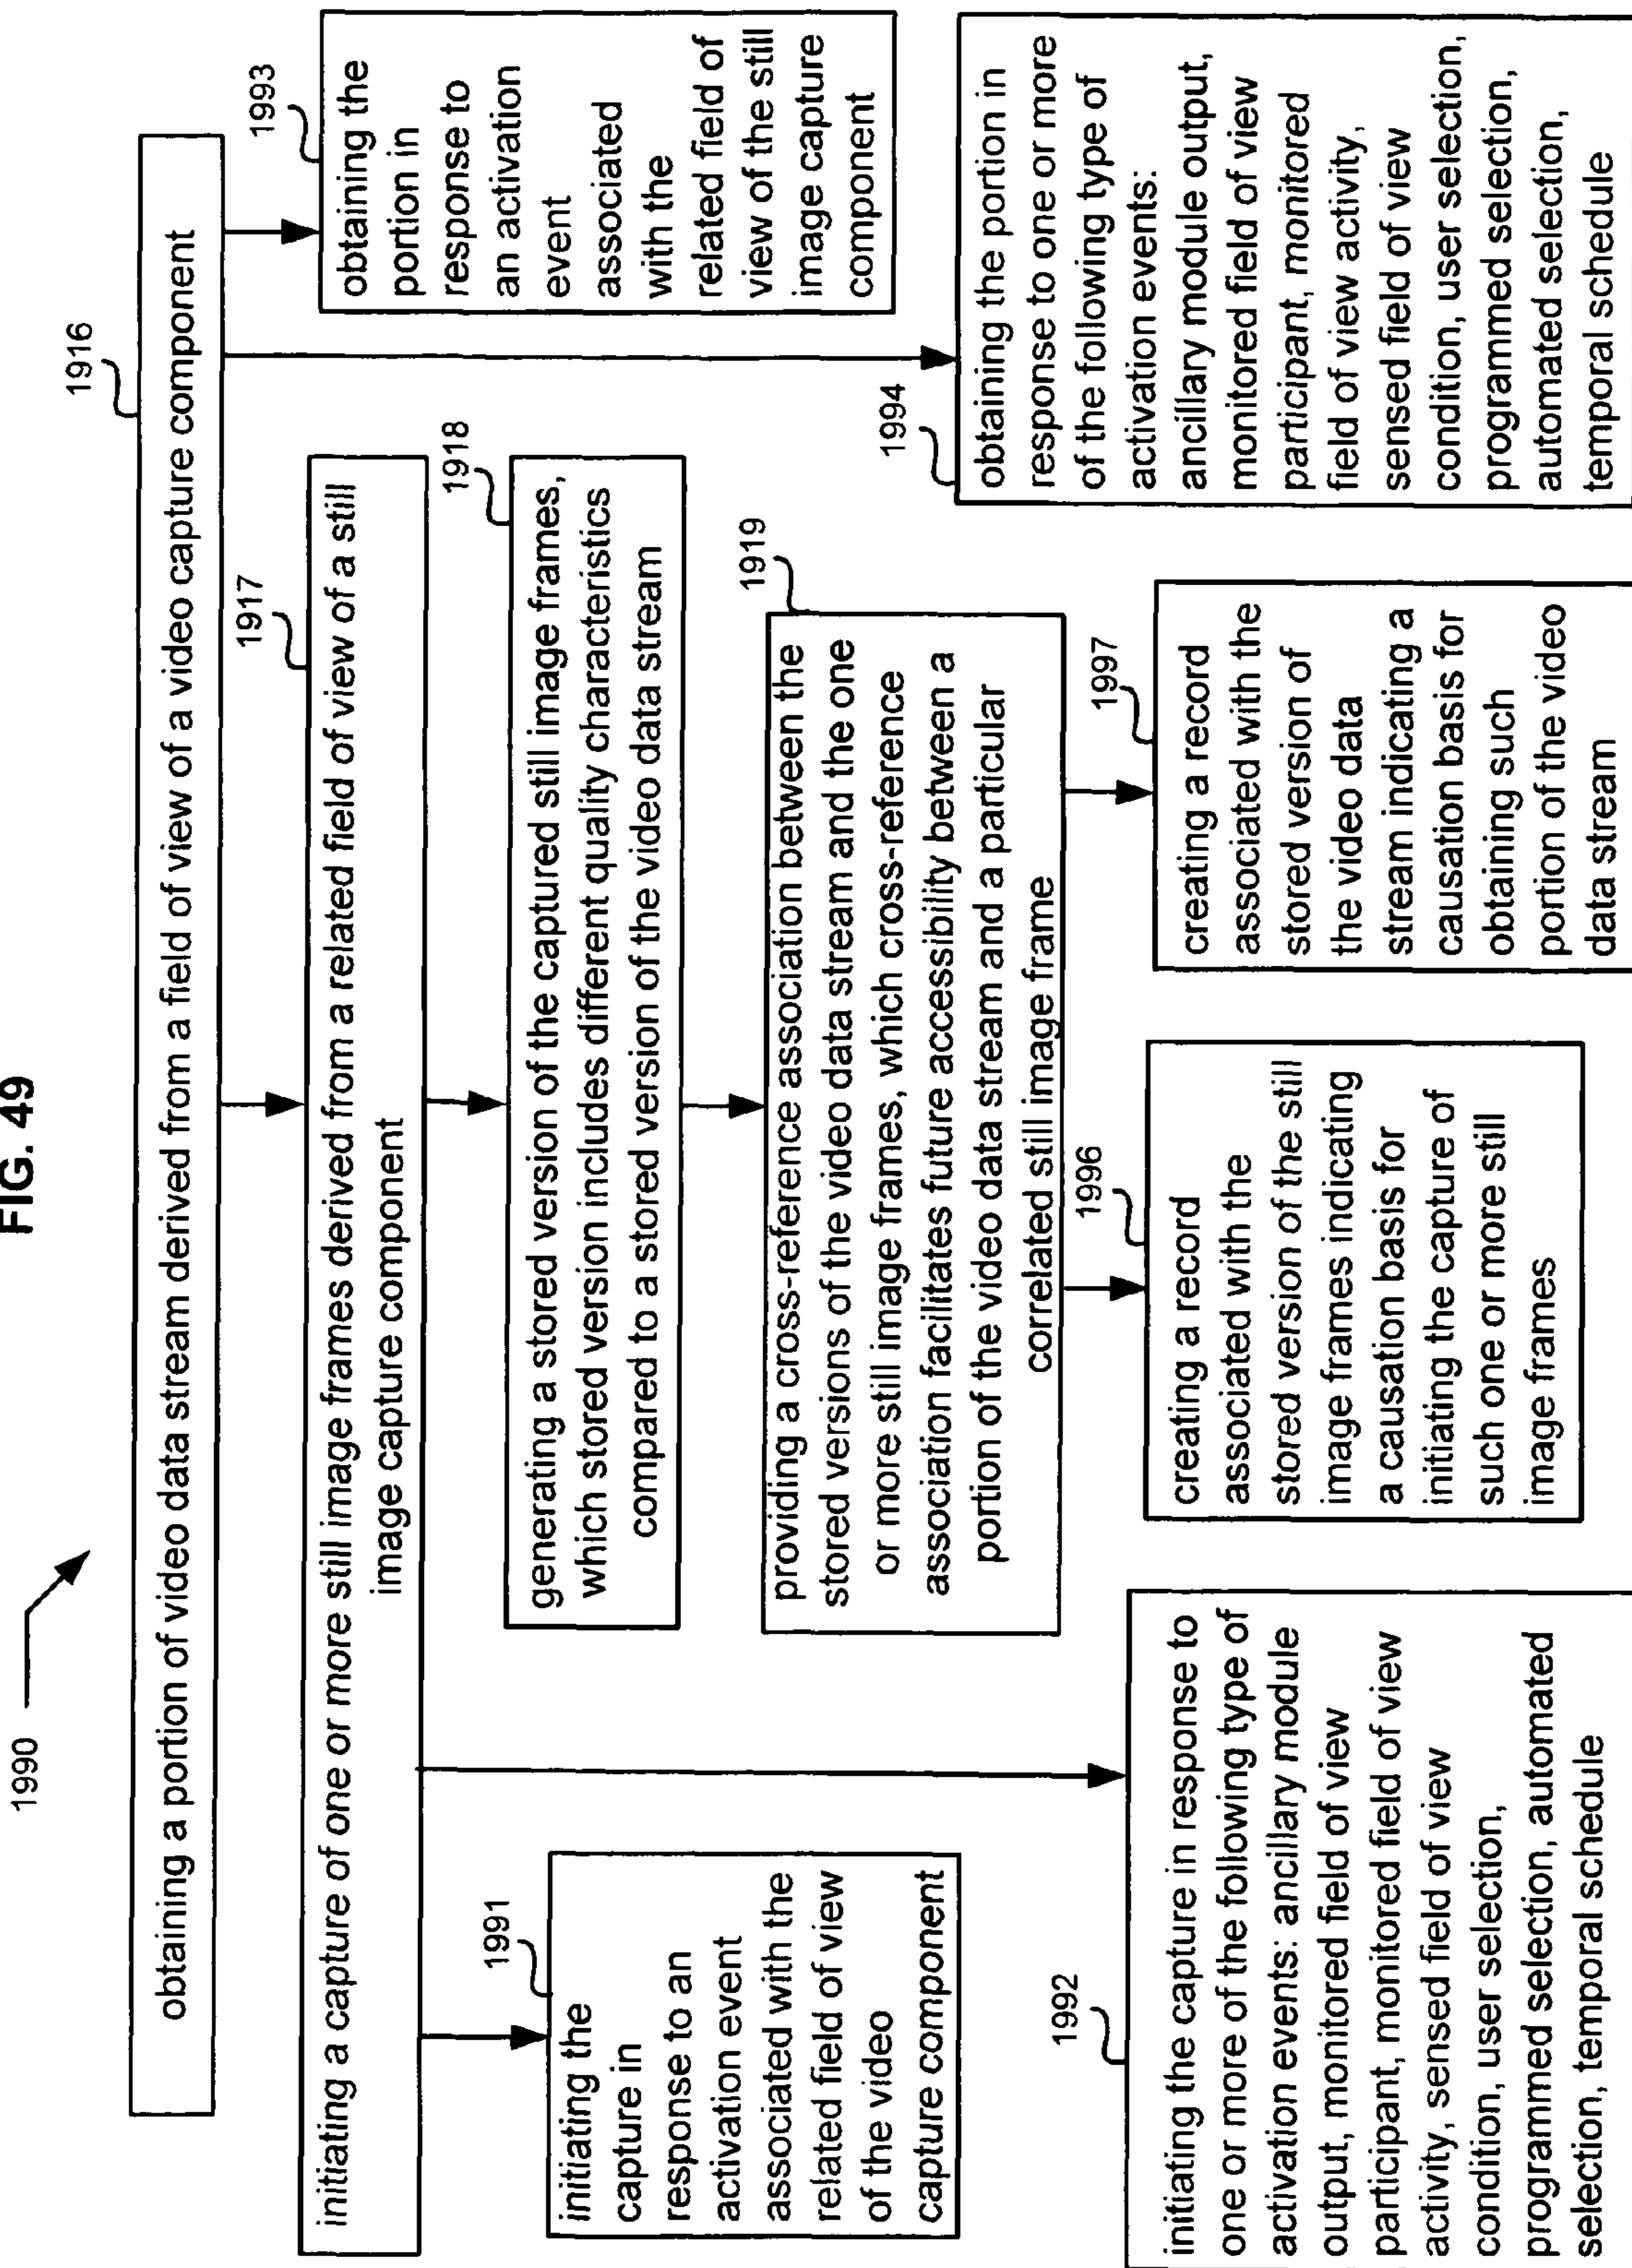 FIG. 49
1990
1916
obtaining a portion of video data stream derived from a field of view of a video capture component
1917
initiating a capture of one or more still image frames derived from a related field of view of a still
image capture component
1993
obtaining the
portion in
response to
an activation
event
associated
with the
related field of
view of the still
image capture
component
1918
generating a stored version of the captured still image frames,
which stored version includes different quality characteristics
compared to a stored version of the video data stream
1991
initiating the
capture in
response to an
activation event
associated with the
related field of view
of the video
capture component
1919
providing a cross-reference association between the
stored versions of the video data stream and the one
or more still image frames, which cross-reference
association facilitates future accessibility between a
portion of the video data stream and a particular
correlated still image frame
1994
obtaining the portion in
response to one or more
of the following type of
activation events:
ancillary module output,
monitored field of view
participant, monitored
field of view activity,
sensed field of view
condition, user selection,
programmed selection,
automated selection,
temporal schedule
1992
initiating the capture in response to
one or more of the following type of
activation events: ancillary module
output, monitored field of view
participant, monitored field of view
activity, sensed field of view
condition, user selection,
programmed selection, automated
selection, temporal schedule
1996
creating a record
associated with the
stored version of the still
image frames indicating
a causation basis for
initiating the capture of
such one or more still
image frames
1997
creating a record
associated with the
stored version of
the video data
stream indicating a
causation basis for
obtaining such
portion of the video
data stream